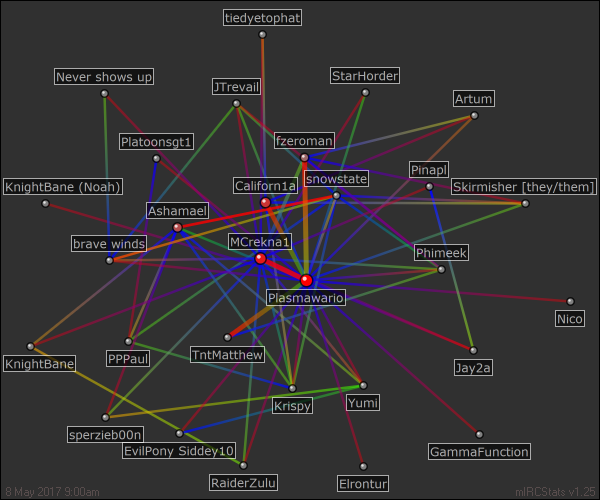 tiedyetophat
Never shows up
JTrevail
StarHorder
Artum
Platoonsgt1
fzeroman
Pinapl
snowstate
KnightBane (Noah)
Californ1a
Skirmisher [they/them]
Ashamael
brave winds
MCrekna1
Phimeek
Plasmawario
Nico
KnightBane
PPPaul
TntMatthew
Jay2a
Krispy
Yumi
sperzieb00n
EvilPony Siddey10
GammaFunction
RaiderZulu
Elrontur
8 May 2017 9:00am
mIRCStats v1.25